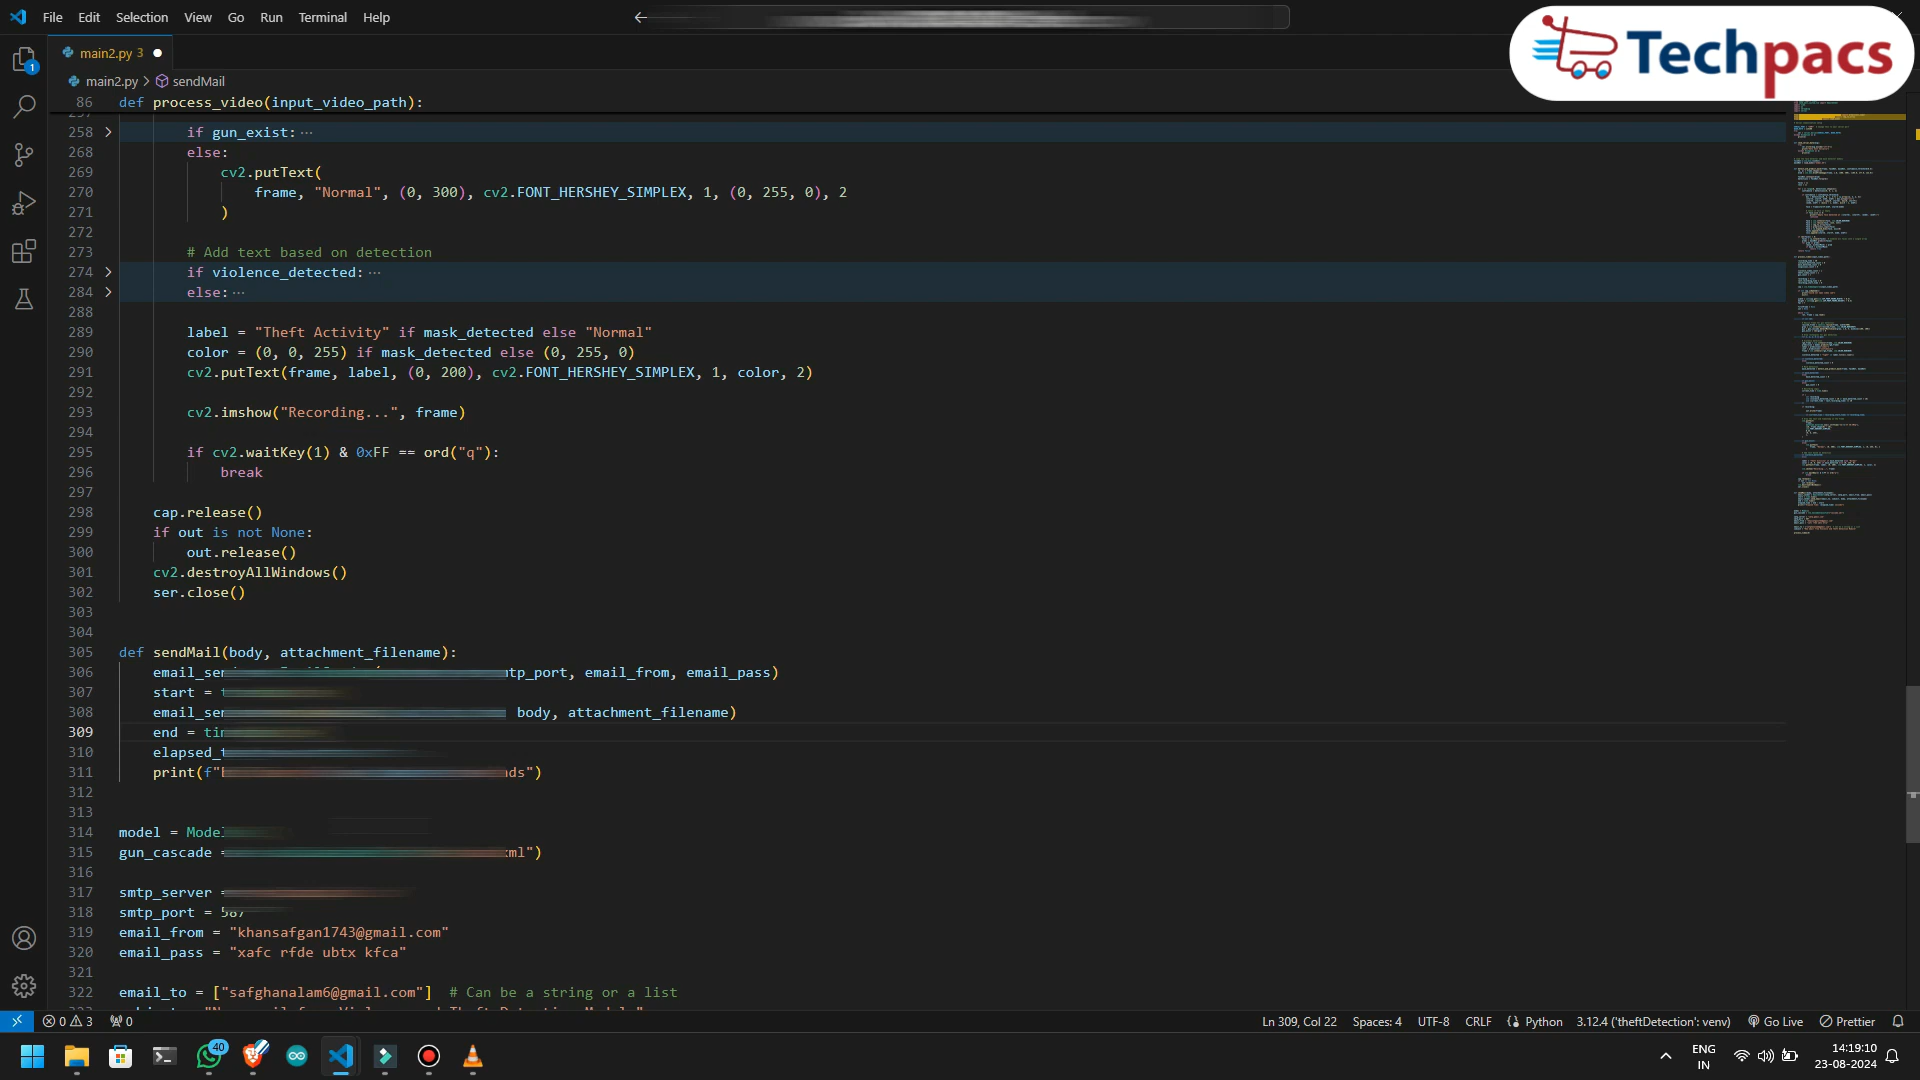 File Edit Selection View Go Run Terminal Help
Techpacs
main2.py 3
main2.py > sendMail
86 def process_video(input_video_path):
258 if gun_exist: ···
268 else:
269 cv2.putText(
270 frame, "Normal", (0, 300), cv2.FONT_HERSHEY_SIMPLEX, 1, (0, 255, 0), 2
271 )
272
273 # Add text based on detection
274 if violence_detected: ···
284 else: ···
288
289 label = "Theft Activity" if mask_detected else "Normal"
290 color = (0, 0, 255) if mask_detected else (0, 255, 0)
291 cv2.putText(frame, label, (0, 200), cv2.FONT_HERSHEY_SIMPLEX, 1, color, 2)
292
293 cv2.imshow("Recording...", frame)
294
295 if cv2.waitKey(1) & 0xFF == ord("q"):
296 break
297
298 cap.release()
299 if out is not None:
300 out.release()
301 cv2.destroyAllWindows()
302 ser.close()
303
304
305 def sendMail(body, attachment_filename):
306 email_sen tp_port, email_from, email_pass)
307 start =
308 email_sen body, attachment_filename)
309 end = tim
310 elapsed_t
311 print(f" ds")
312
313
314 model = Model
315 gun_cascade = xml")
316
317 smtp_server =
318 smtp_port = 587
319 email_from = "khansafgan1743@gmail.com"
320 email_pass = "xafc rfde ubtx kfca"
321
322 email_to = ["safghanalam6@gmail.com"] # Can be a string or a list
0 3 0 Ln 309, Col 22 Spaces: 4 UTF-8 CRLF Python 3.12.4 ('theftDetection': venv) Go Live Prettier
40 ENG IN 14:19:10 23-08-2024